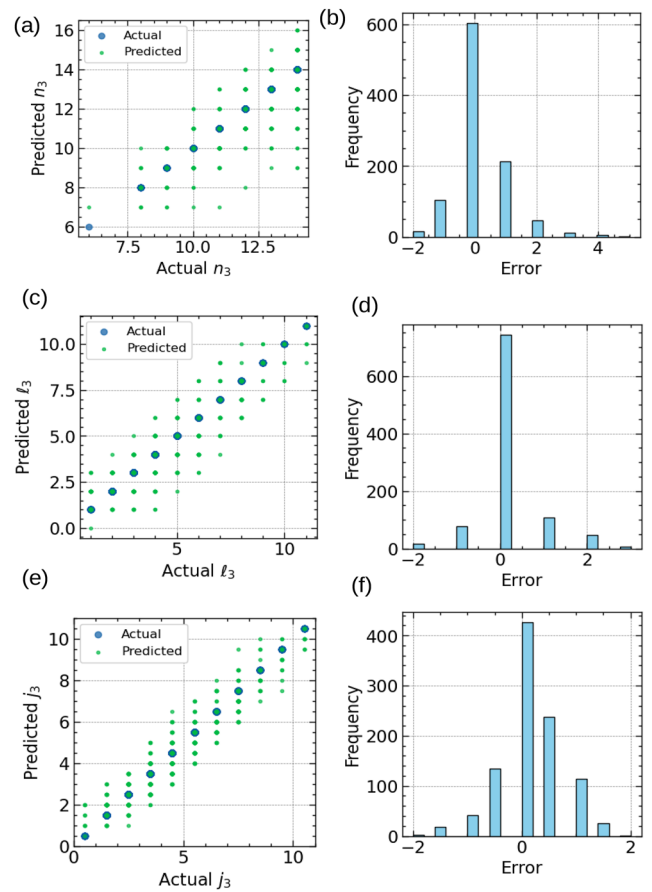 (a)
16
14
12
10
8
6
Predicted n3
Actual
Predicted
7.5 10.0 12.5
Actual n3
(b)
600
400
200
0
Frequency
−2 0 2 4
Error
(c)
10.0
7.5
5.0
2.5
0.0
Predicted ℓ3
Actual
Predicted
5 10
Actual ℓ3
(d)
600
400
200
0
Frequency
−2 0 2
Error
(e)
10
8
6
4
2
0
Predicted j3
Actual
Predicted
0 5 10
Actual j3
(f)
400
300
200
100
0
Frequency
−2 0 2
Error